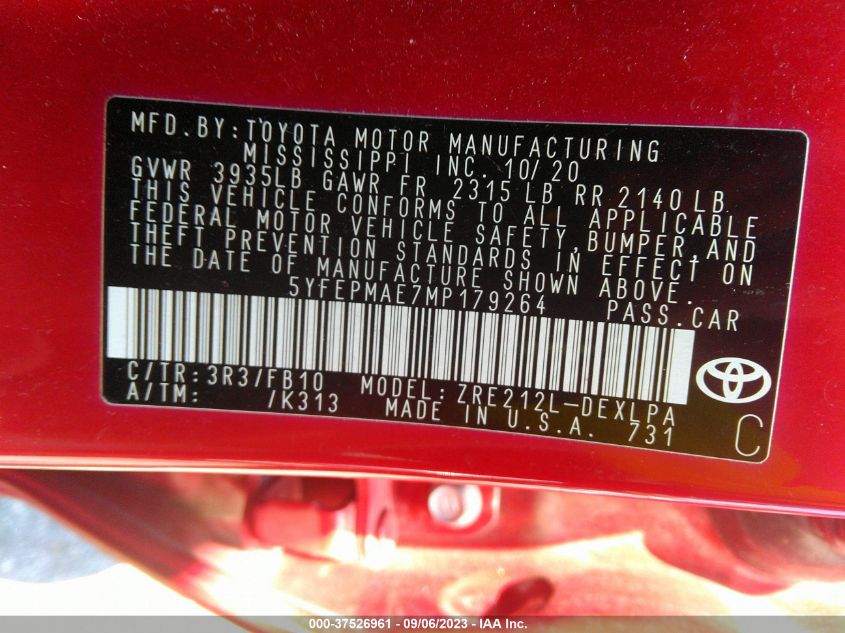 MFD.BY:TOYOTA MOTOR MANUFACTURING
MISSISSIPPI INC. 10/20
GVWR 3935LB GAWR FR 2315 LB RR 2140 LB
THIS VEHICLE CONFORMS TO ALL APPLICABLE
FEDERAL MOTOR VEHICLE SAFETY,BUMPER,AND
THEFT PREVENTION STANDARDS IN EFFECT ON
THE DATE OF MANUFACTURE SHOWN ABOVE.
5YFEPMAE7MP179264 PASS.CAR
C/TR:3R3/FB10 MODEL:ZRE212L-DEXLPA
A/TM: /K313 MADE IN U.S.A. 731
C
000-37526961 - 09/06/2023 - IAA Inc.